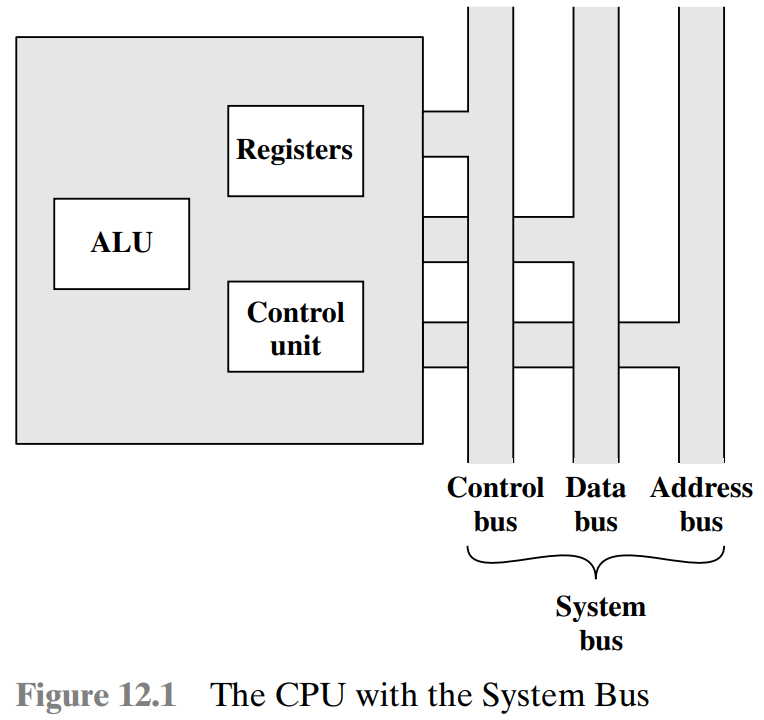 Registers
ALU
Control
unit
Control Data Address
bus bus bus
System
bus
Figure 12.1 The CPU with the System Bus